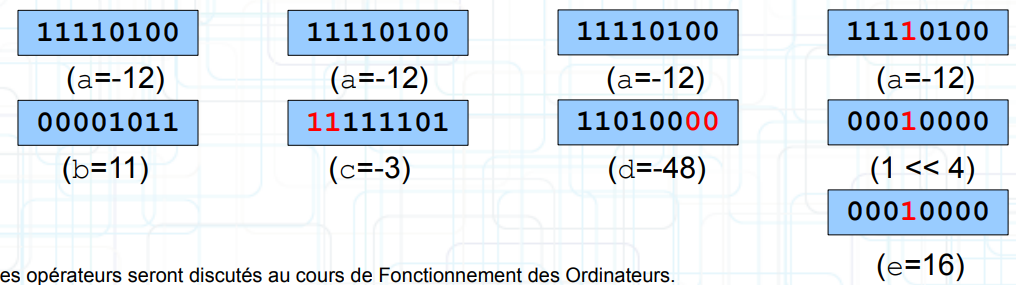 11110100 11110100 11110100 11110100
(a=-12) (a=-12) (a=-12) (a=-12)
00001011 11111101 11010000 00010000
(b=11) (c=-3) (d=-48) (1 << 4)
00010000
(e=16)
es opérateurs seront discutés au cours de Fonctionnement des Ordinateurs.